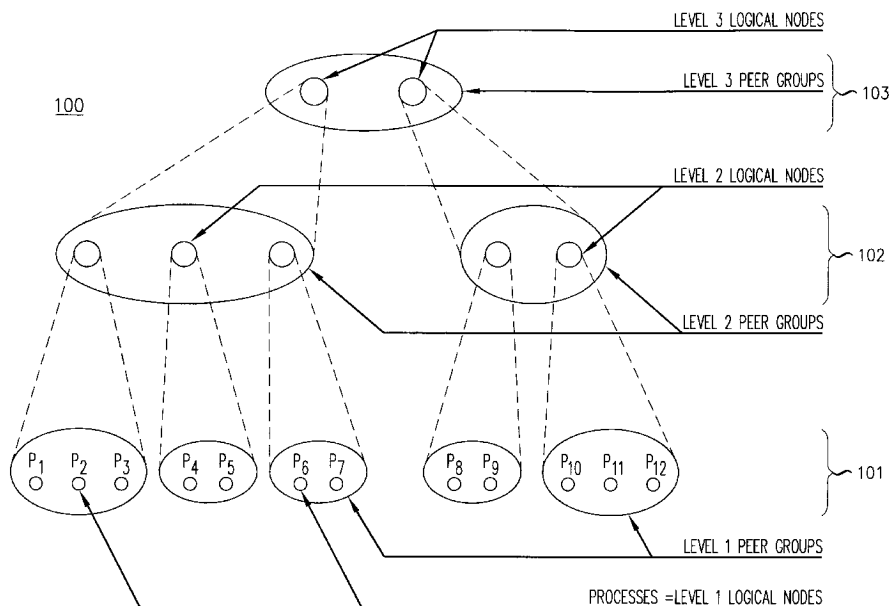 LEVEL 3 LOGICAL NODES
LEVEL 3 PEER GROUPS
103
100
LEVEL 2 LOGICAL NODES
102
LEVEL 2 PEER GROUPS
P1 P2 P3 P4 P5 P6 P7 P8 P9 P10 P11 P12
101
LEVEL 1 PEER GROUPS
PROCESSES =LEVEL 1 LOGICAL NODES